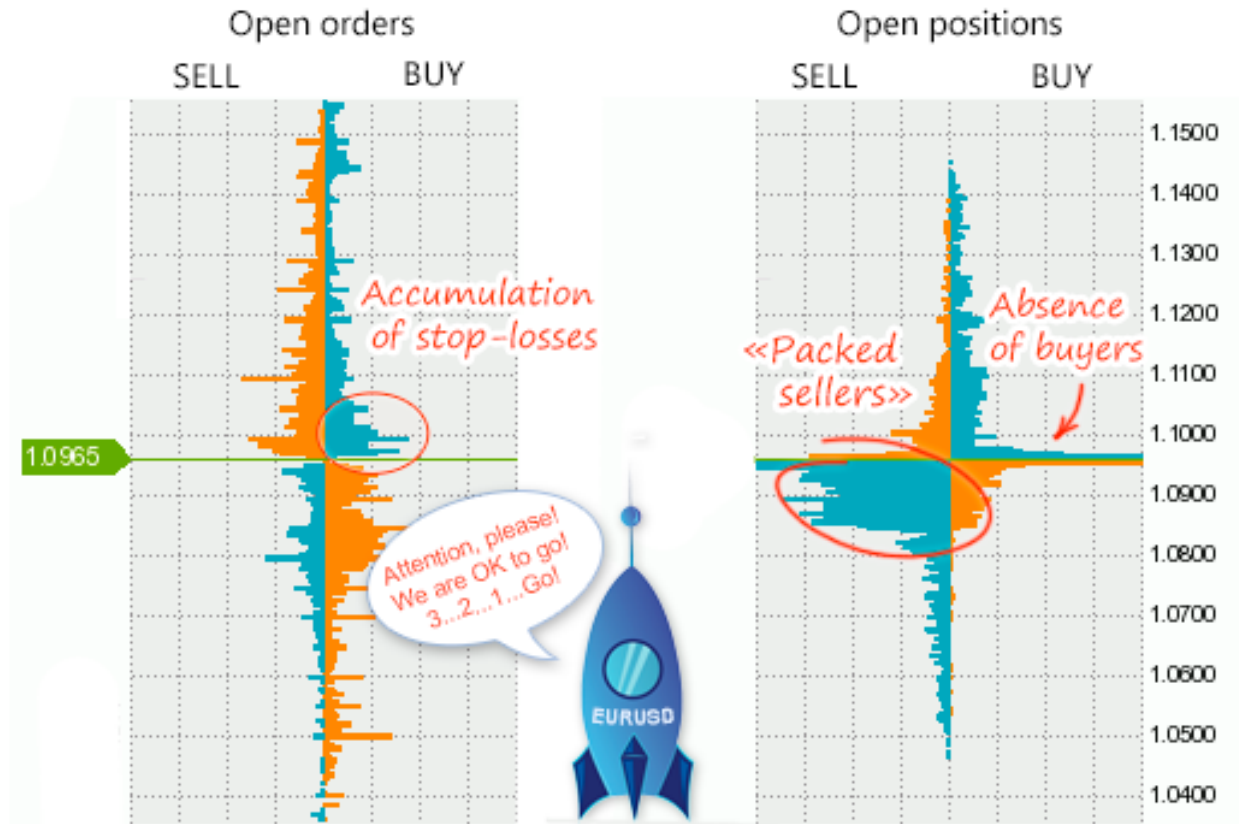 Open orders
SELL
BUY
Open positions
SELL
BUY
Accumulation
of stop-losses
1.0965
Attention, please!
We are OK to go!
3...2...1...Go!
EURUSD
«Packed
sellers»
Absence
of buyers
1.1500
1.1400
1.1300
1.1200
1.1100
1.1000
1.0900
1.0800
1.0700
1.0600
1.0500
1.0400